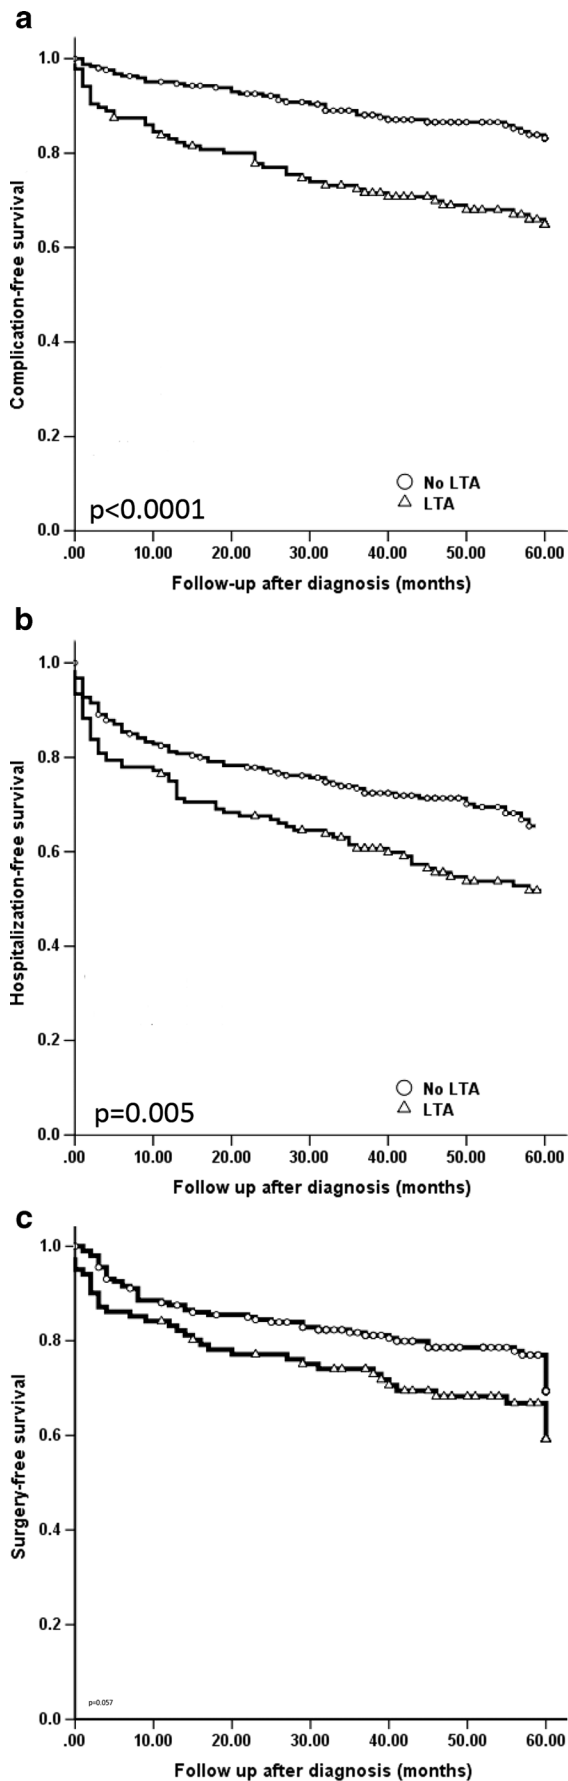 a
1.0
0.8
0.6
0.4
0.2
0.0
Complication-free survival
No LTA
LTA
p<0.0001
.00 10.00 20.00 30.00 40.00 50.00 60.00
Follow-up after diagnosis (months)
b
1.0
0.8
0.6
0.4
0.2
0.0
Hospitalization-free survival
No LTA
LTA
p=0.005
.00 10.00 20.00 30.00 40.00 50.00 60.00
Follow up after diagnosis (months)
c
1.0
0.8
0.6
0.4
0.2
0.0
Surgery-free survival
p=0.057
.00 10.00 20.00 30.00 40.00 50.00 60.00
Follow up after diagnosis (months)